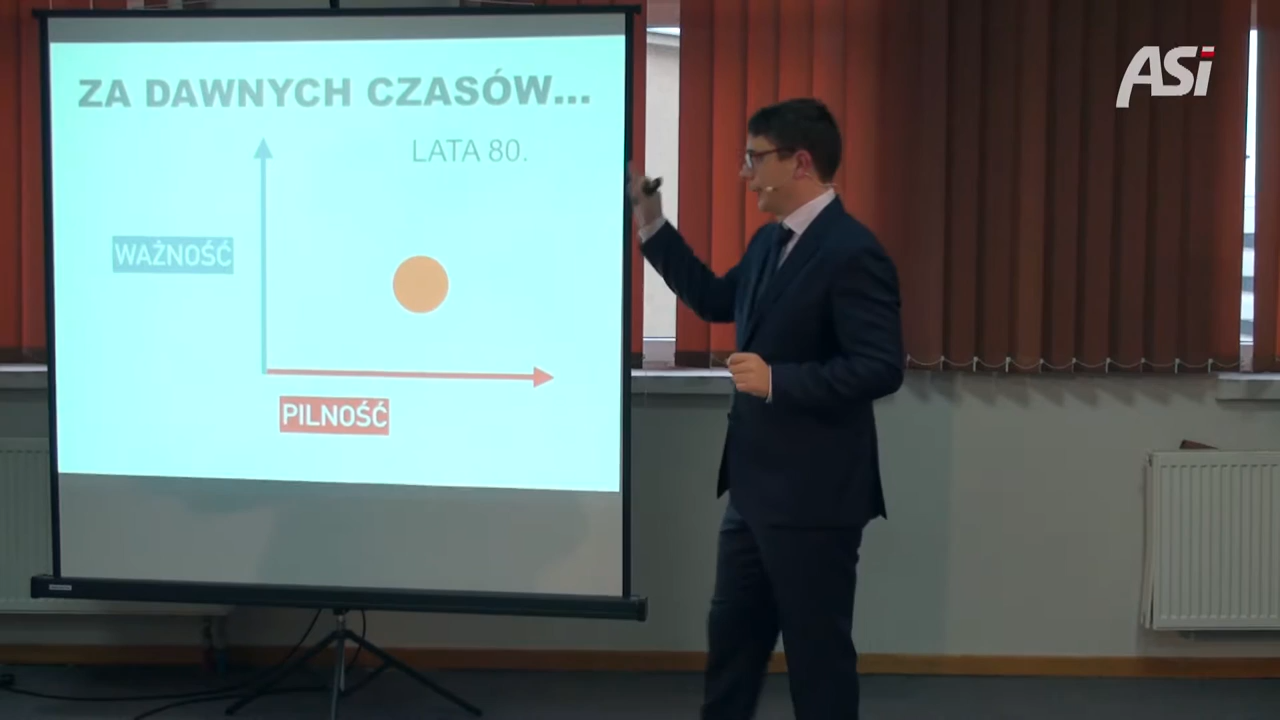 ZA DAWNYCH CZASÓW...
LATA 80.
WAŻNOŚĆ
PILNOŚĆ
ASi